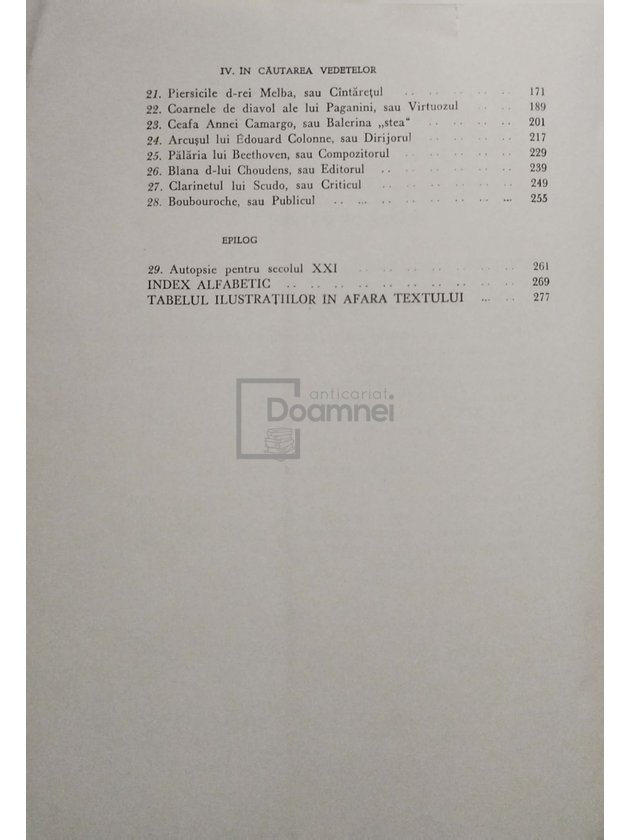 IV. IN CĂUTAREA VEDETELOR
21. Piersicile d-rei Melba, sau Cîntărețul .. .. .. .. .. 171
22. Coarnele de diavol ale lui Paganini, sau Virtuozul .. .. 189
23. Ceafa Annei Camargo, sau Balerina „stea“ .. .. .. .. 201
24. Arcușul lui Édouard Colonne, sau Dirijorul .. .. .. .. 217
25. Pălăria lui Beethoven, sau Compozitorul .. .. .. .. .. 229
26. Blana d-lui Choudens, sau Editorul .. .. .. .. .. .. 239
27. Clarinetul lui Scudo, sau Criticul .. .. .. .. .. 249
28. Boubouroche, sau Publicul .. ... .. .. .. .. .. ... 255
EPILOG
29. Autopsie pentru secolul XXI .. .. .. .. .. .. .. 261
INDEX ALFABETIC .. .. .. .. .. .. .. .. .. .. 269
TABELUL ILUSTRAȚIILOR IN AFARA TEXTULUI ... .. 277
anticariat
Doamnei